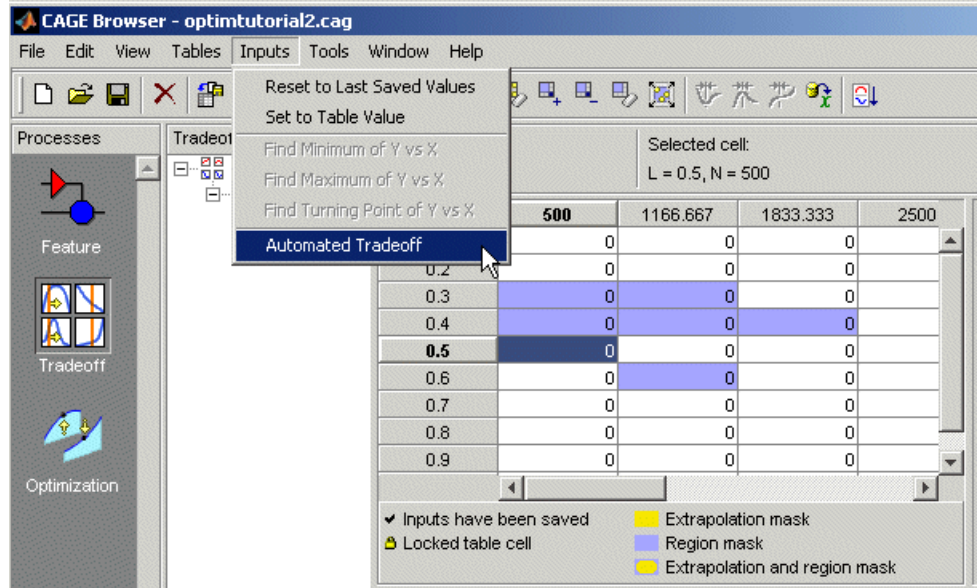 CAGE Browser - optimtutorial2.cag
File Edit View Tables Inputs Tools Window Help
Reset to Last Saved Values
Set to Table Value
Find Minimum of Y vs X
Find Maximum of Y vs X
Find Turning Point of Y vs X
Automated Tradeoff
Processes
Feature
Tradeoff
Optimization
Selected cell:
L = 0.5, N = 500
500 1166.667 1833.333 2500
0 0 0
0.2 0 0 0
0.3 0 0 0
0.4 0 0 0
0.5 0 0 0
0.6 0 0 0
0.7 0 0 0
0.8 0 0 0
0.9 0 0 0
Inputs have been saved
Locked table cell
Extrapolation mask
Region mask
Extrapolation and region mask